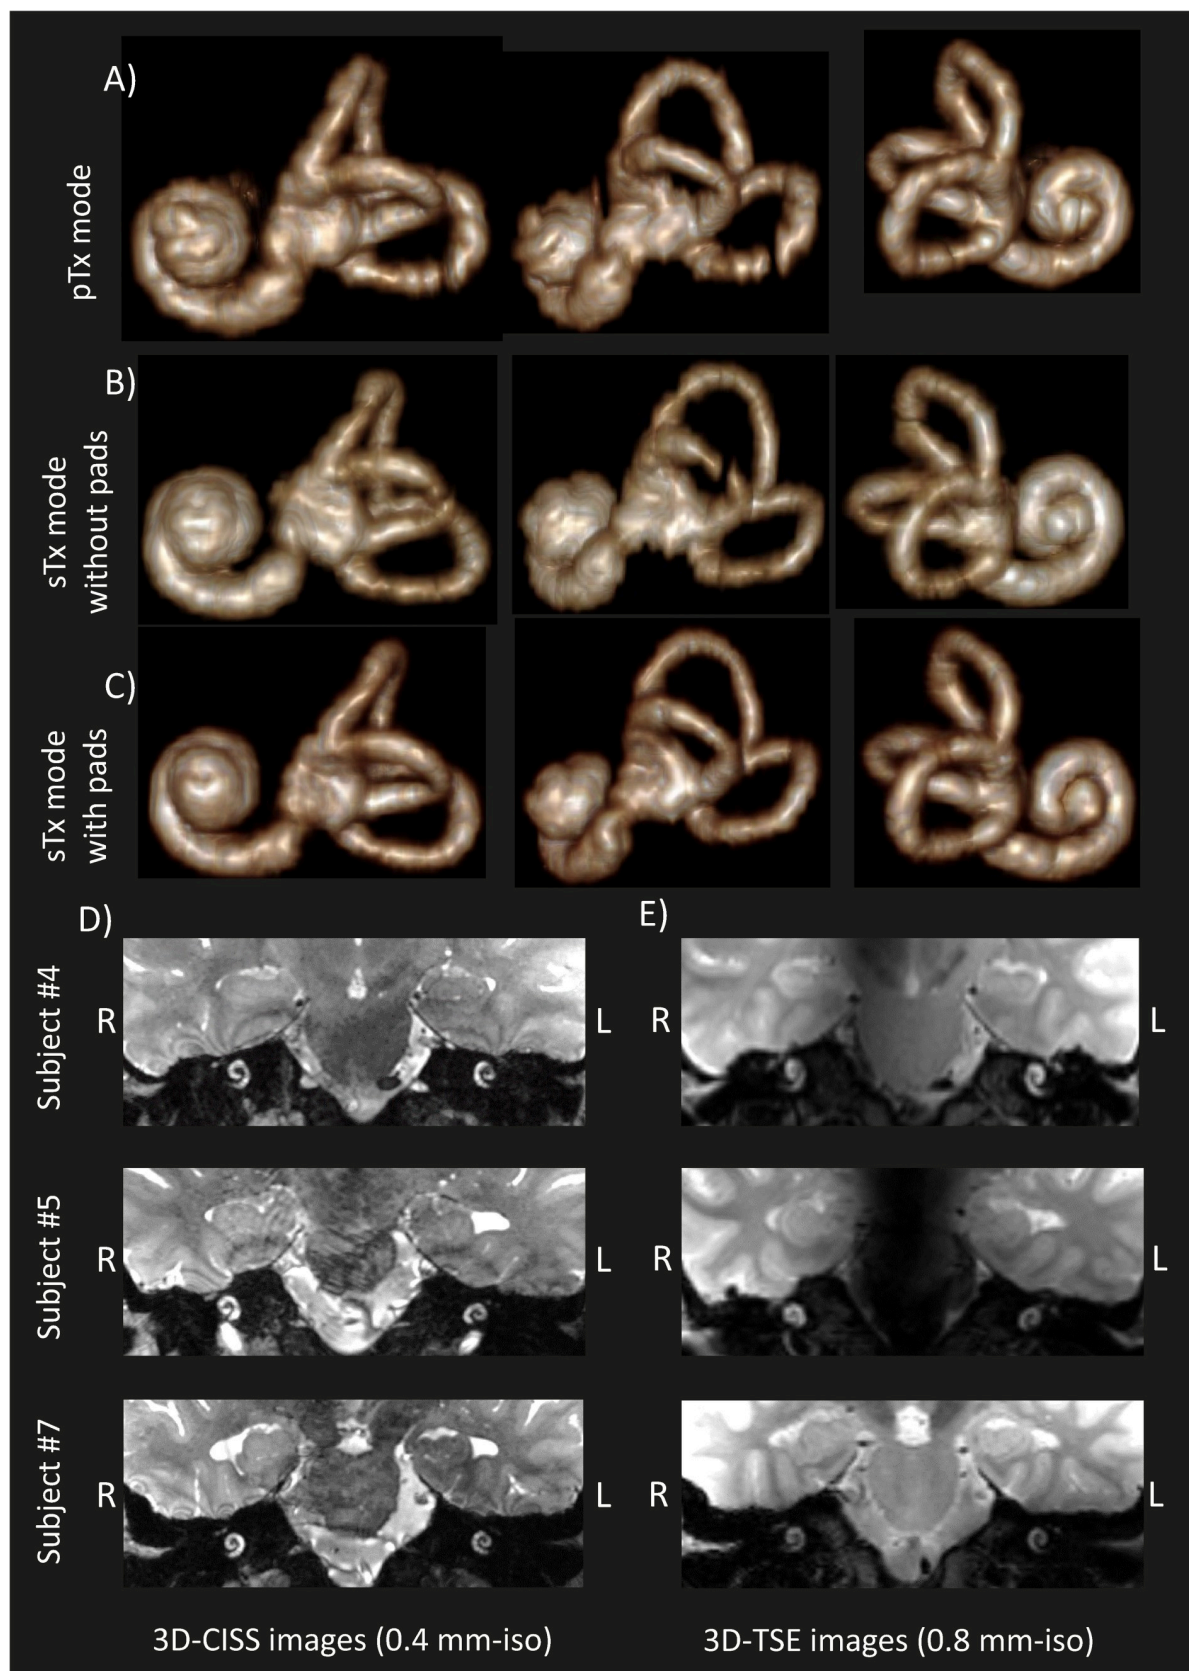 A)
pTx mode
B)
sTx mode
without pads
C)
sTx mode
with pads
D)
E)
Subject #4
R
L
R
L
Subject #5
R
L
R
L
Subject #7
R
L
R
L
3D-CISS images (0.4 mm-iso)
3D-TSE images (0.8 mm-iso)